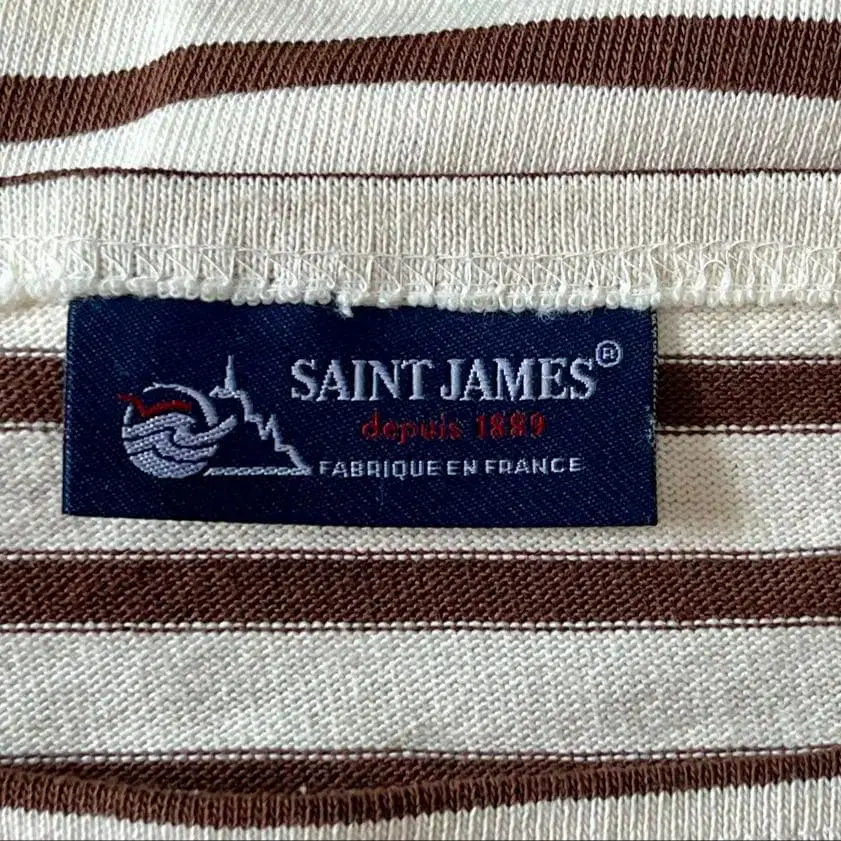 SAINT JAMES®
depuis 1889
FABRIQUE EN FRANCE